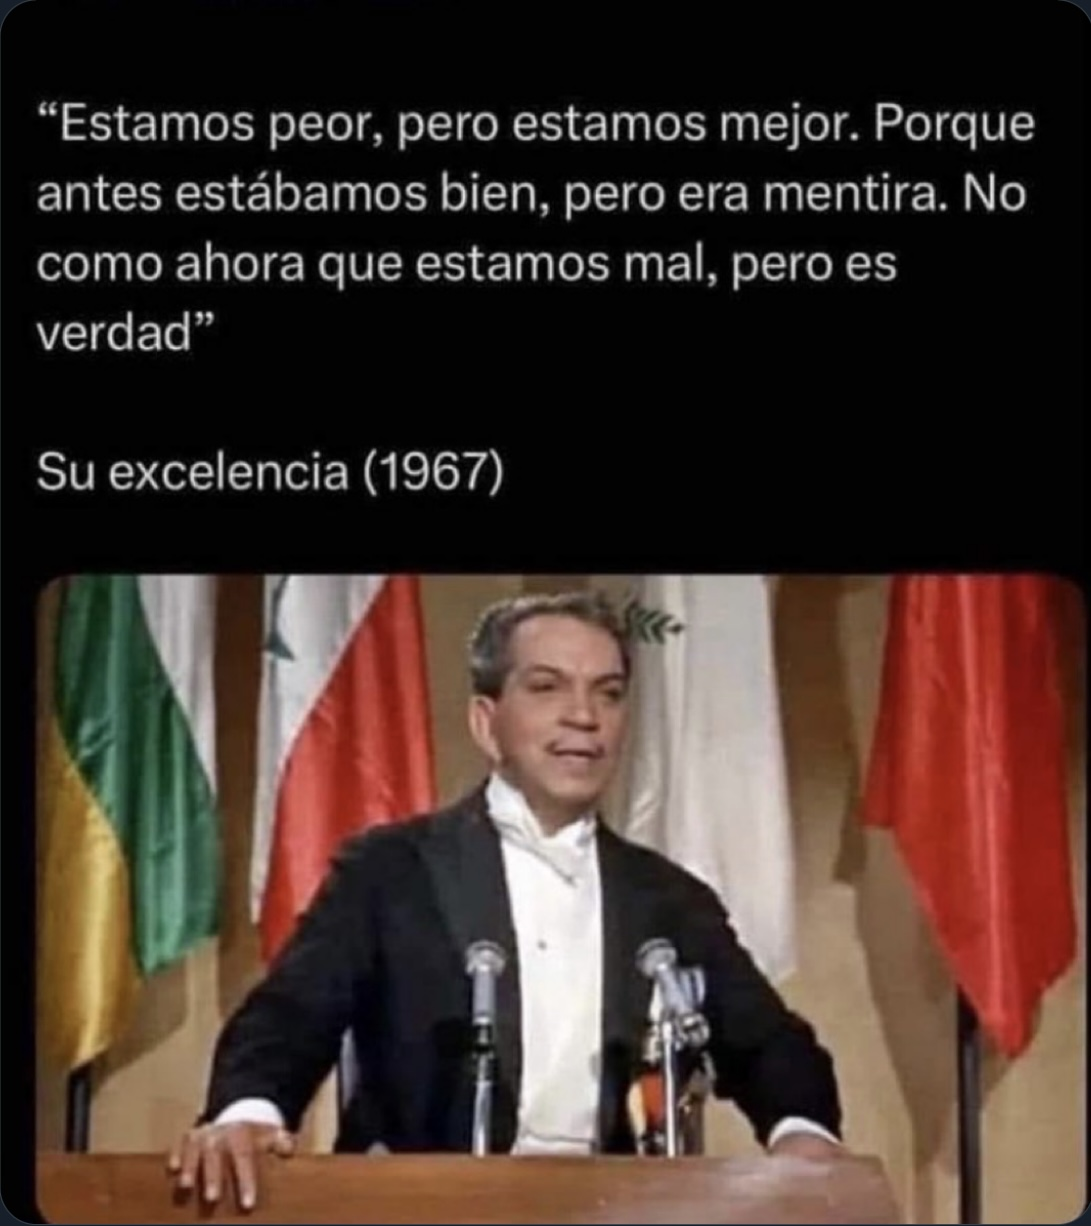 “Estamos peor, pero estamos mejor. Porque
antes estábamos bien, pero era mentira. No
como ahora que estamos mal, pero es
verdad”
Su excelencia (1967)